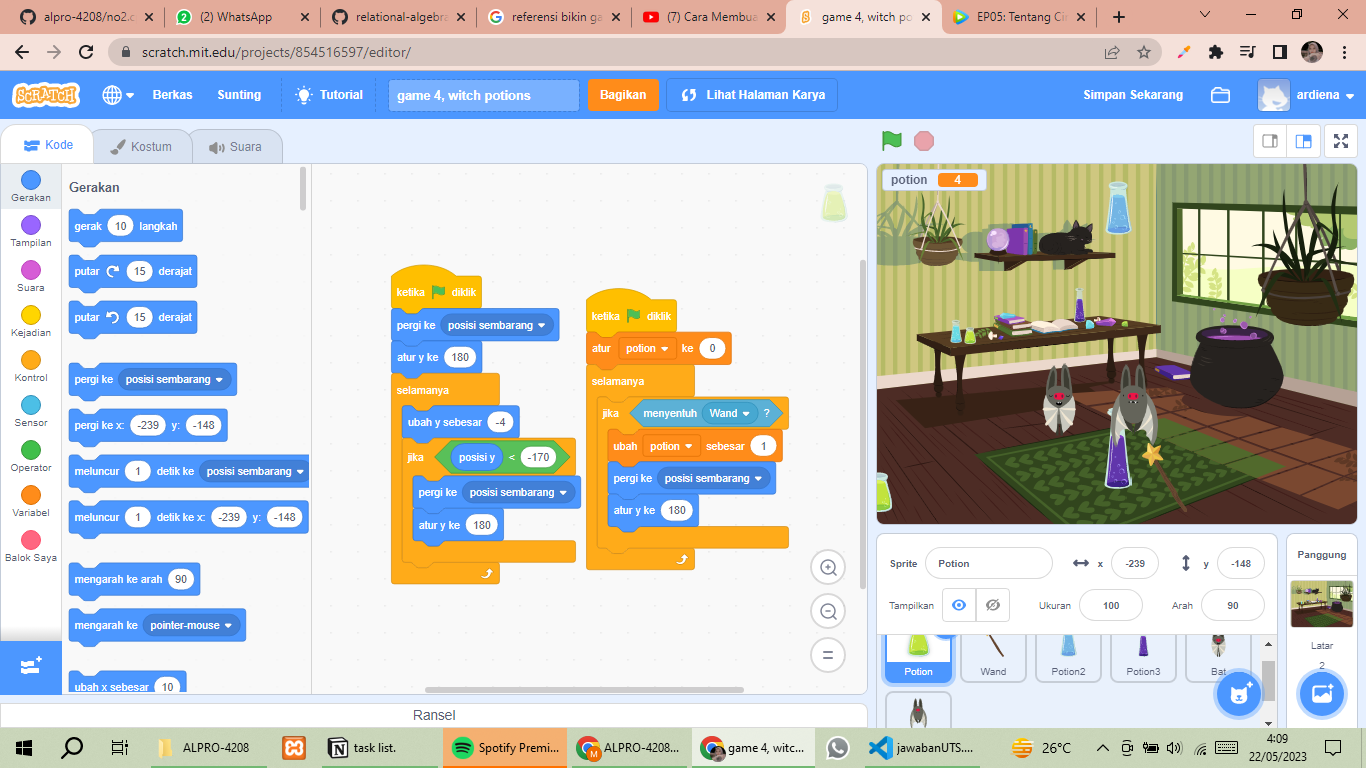 alpro-4208/no2.c
(2) WhatsApp
relational-algebra
referensi bikin ga
(7) Cara Membua
game 4, witch po
EP05: Tentang Ci
scratch.mit.edu/projects/854516597/editor/
SCRATCH
Berkas
Sunting
Tutorial
game 4, witch potions
Bagikan
Lihat Halaman Karya
Simpan Sekarang
ardiena
Kode
Kostum
Suara
Gerakan
Tampilan
Suara
Kejadian
Kontrol
Sensor
Operator
Variabel
Balok Saya
Gerakan
gerak 10 langkah
putar 15 derajat
putar 15 derajat
pergi ke posisi sembarang
pergi ke x: -239 y: -148
meluncur 1 detik ke posisi sembarang
meluncur 1 detik ke x: -239 y: -148
mengarah ke arah 90
mengarah ke pointer-mouse
ubah x sebesar 10
ketika diklik
pergi ke posisi sembarang
atur y ke 180
selamanya
ubah y sebesar -4
jika posisi y < -170
pergi ke posisi sembarang
atur y ke 180
ketika diklik
atur potion ke 0
selamanya
jika menyentuh Wand ?
ubah potion sebesar 1
pergi ke posisi sembarang
atur y ke 180
Ransel
potion 4
Sprite Potion x -239 y -148
Tampilkan Ukuran 100 Arah 90
Potion
Wand
Potion2
Potion3
Bat
Panggung
Latar
2
ALPRO-4208
task list.
Spotify Premi...
ALPRO-4208...
game 4, witc...
jawabanUTS....
26°C
4:09
22/05/2023